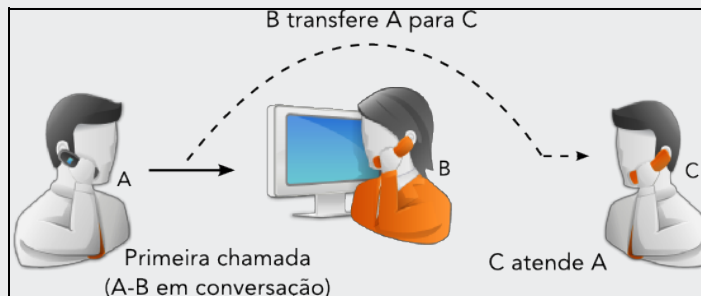 B transfere A para C
A
B
C
Primeira chamada
(A-B em conversação)
C atende A